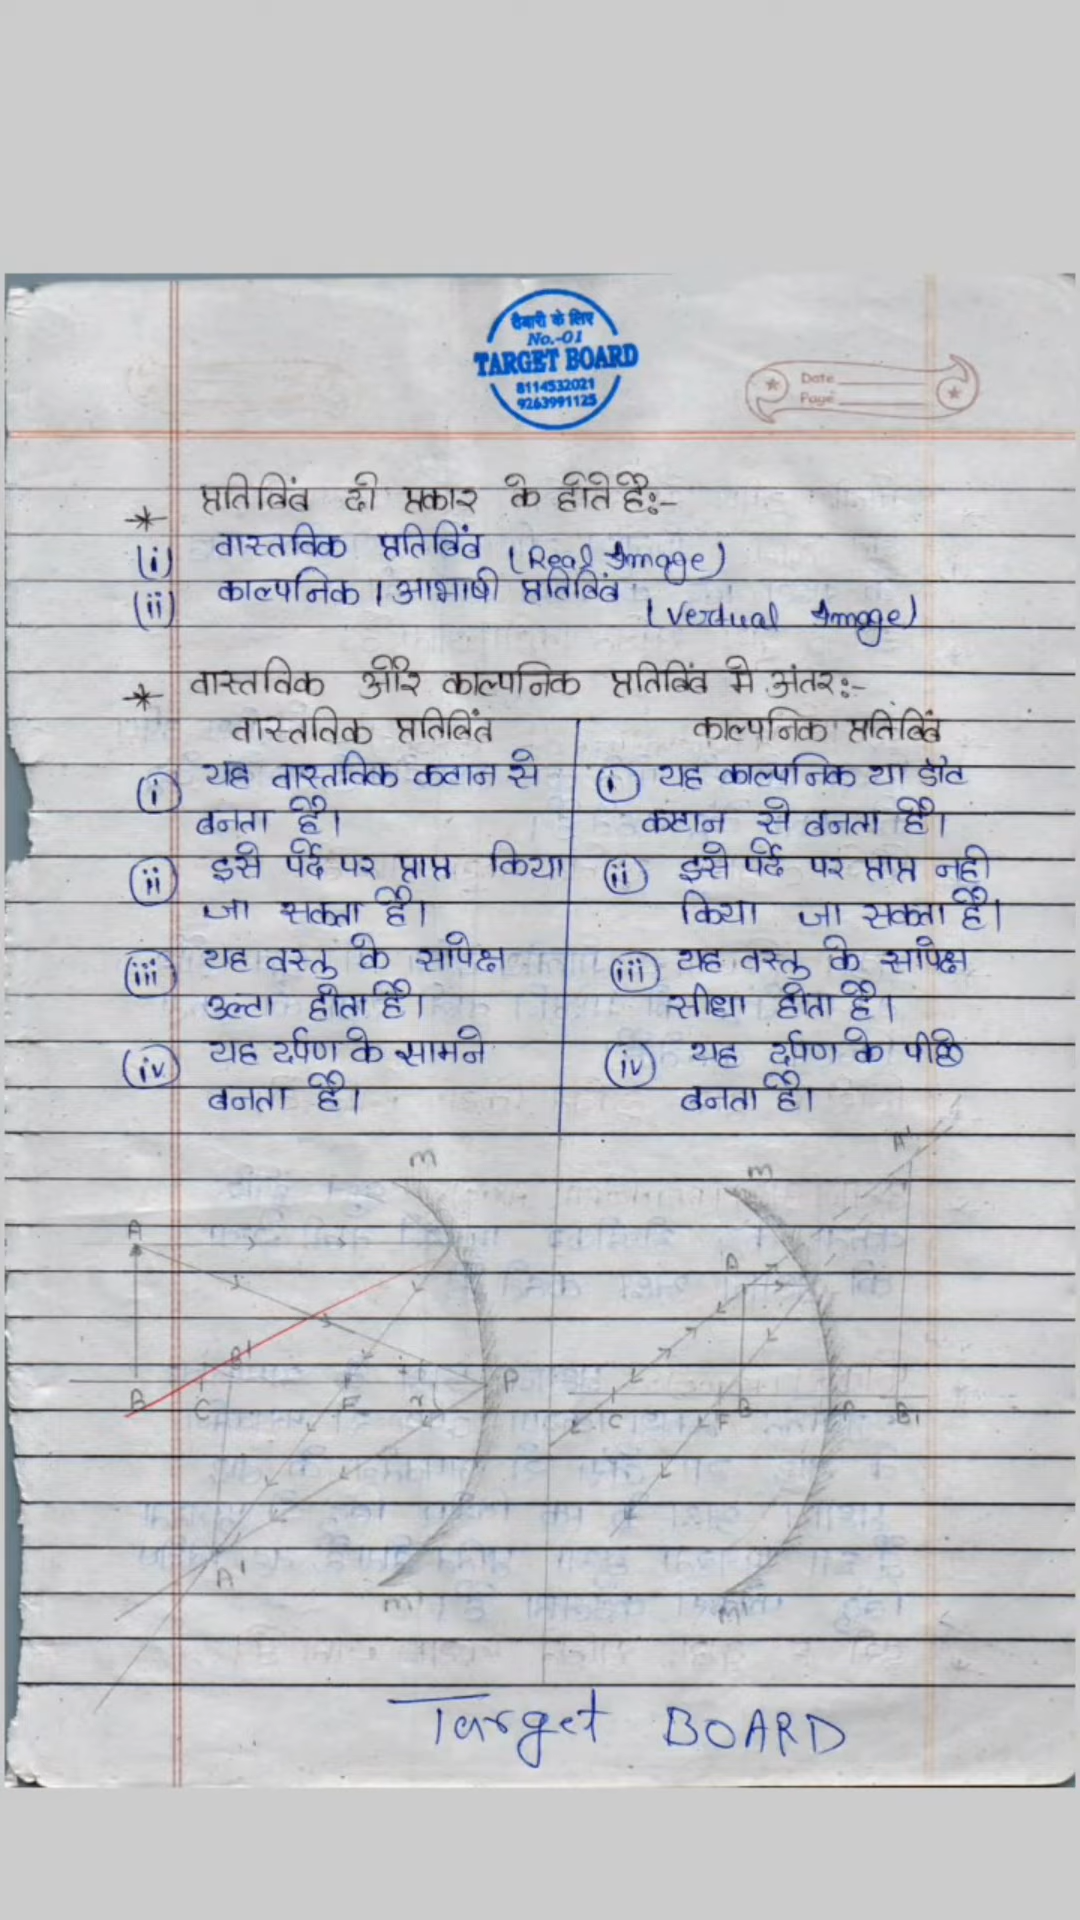 तैयारी के लिए
No.-01
TARGET BOARD
8114532021
9263991125
Date
Page
* प्रतिबिंब दो प्रकार के होते हैं:-
(i) वास्तविक प्रतिबिंब (Real Image)
(ii) काल्पनिक । आभाषी प्रतिबिंब (Verdual Image)
* वास्तविक और काल्पनिक प्रतिबिंब मे अंतर:-
वास्तविक प्रतिबिंब
(i) यह वास्तविक कटान से
बनता है।
(ii) इसे पर्दे पर प्राप्त किया
जा सकता है।
(iii) यह वस्तु के सापेक्ष
उल्टा होता है।
(iv) यह दर्पण के सामने
बनता है।
काल्पनिक प्रतिबिंब
(i) यह काल्पनिक या डॉट
कटान से बनता है।
(ii) इसे पर्दे पर प्राप्त नही
किया जा सकता है।
(iii) यह वस्तु के सापेक्ष
सीधा होता है।
(iv) यह दर्पण के पीछे
बनता है।
M
A
B' 
B C F P
A'
M'
A'
M
A
C F B P B'
M'
Target BOARD